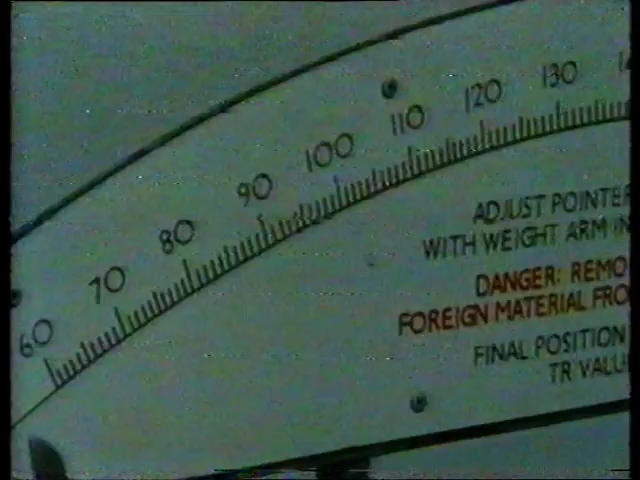 60 70 80 90 100 110 120 130
ADJUST POINTER
WITH WEIGHT ARM IN
DANGER: REMO
FOREIGN MATERIAL FRO
FINAL POSITION
TR VALU